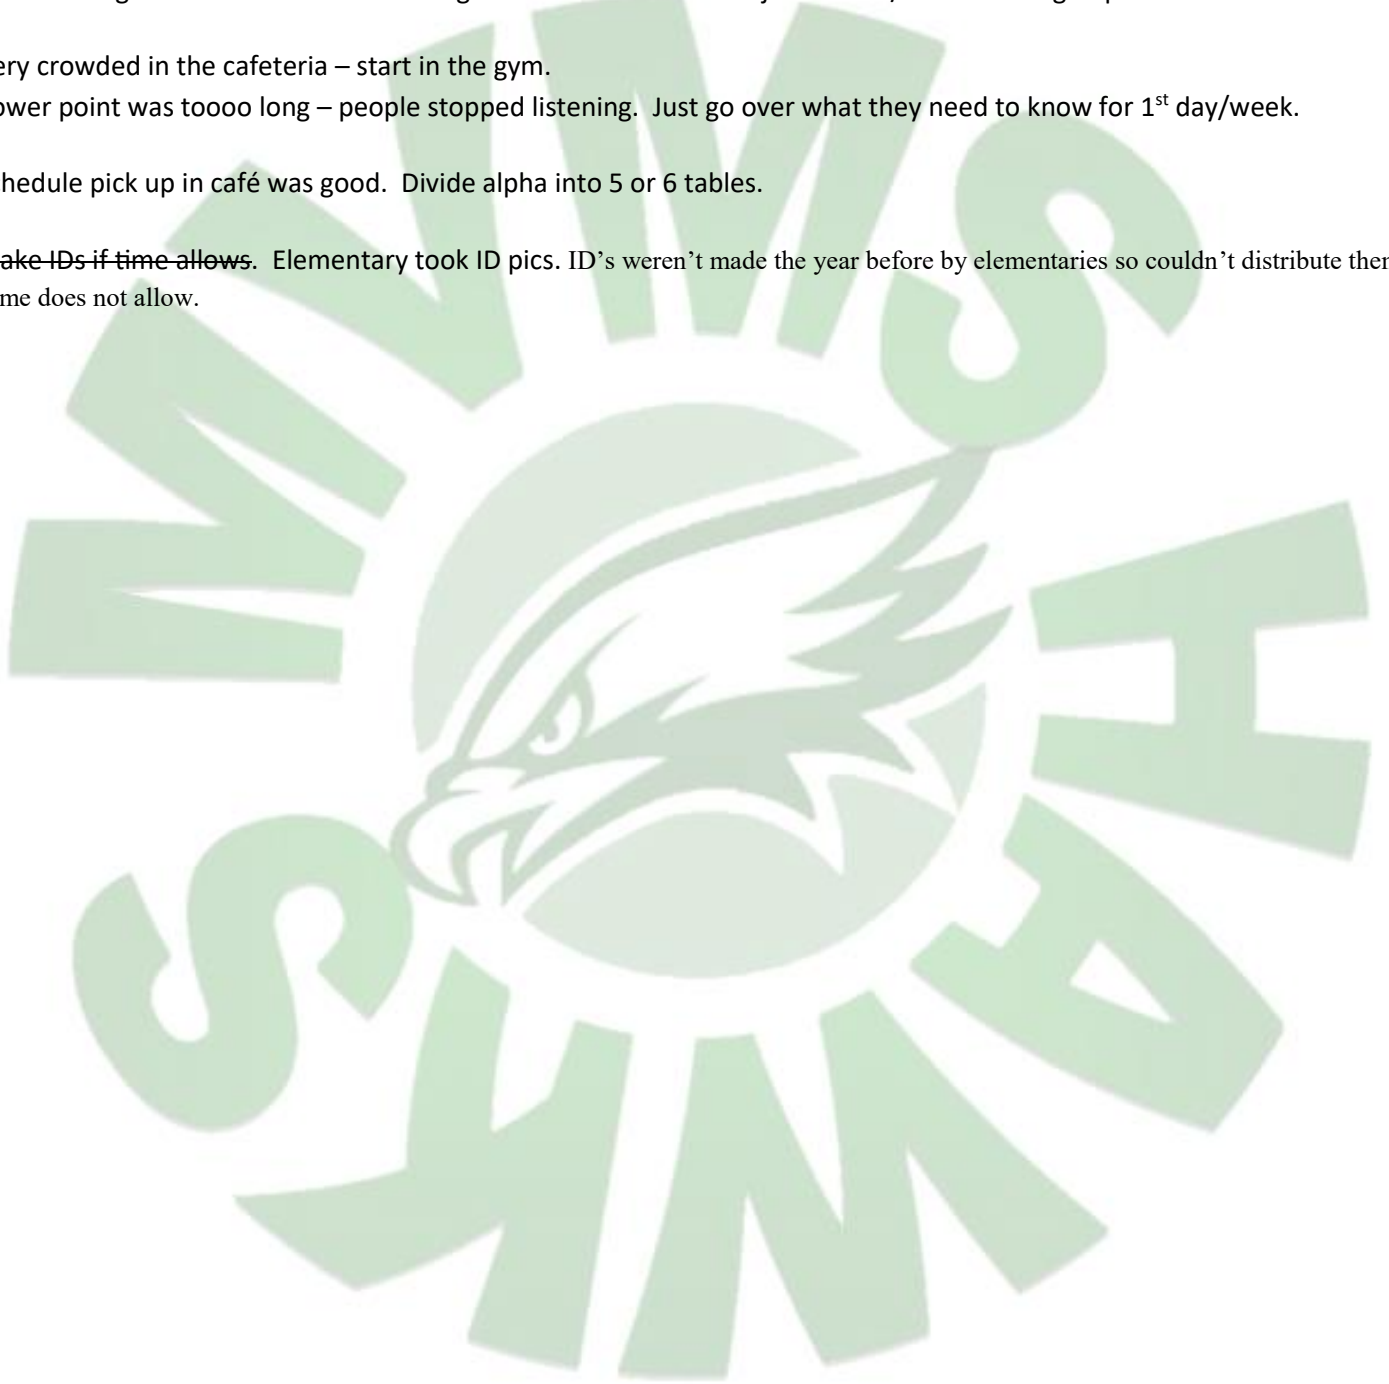 ery crowded in the cafeteria – start in the gym.
ower point was toooo long – people stopped listening.  Just go over what they need to know for 1st day/week.
chedule pick up in café was good.  Divide alpha into 5 or 6 tables.
ake IDs if time allows.  Elementary took ID pics. ID's weren't made the year before by elementaries so couldn't distribute then
me does not allow.
MVMS
HAWKS